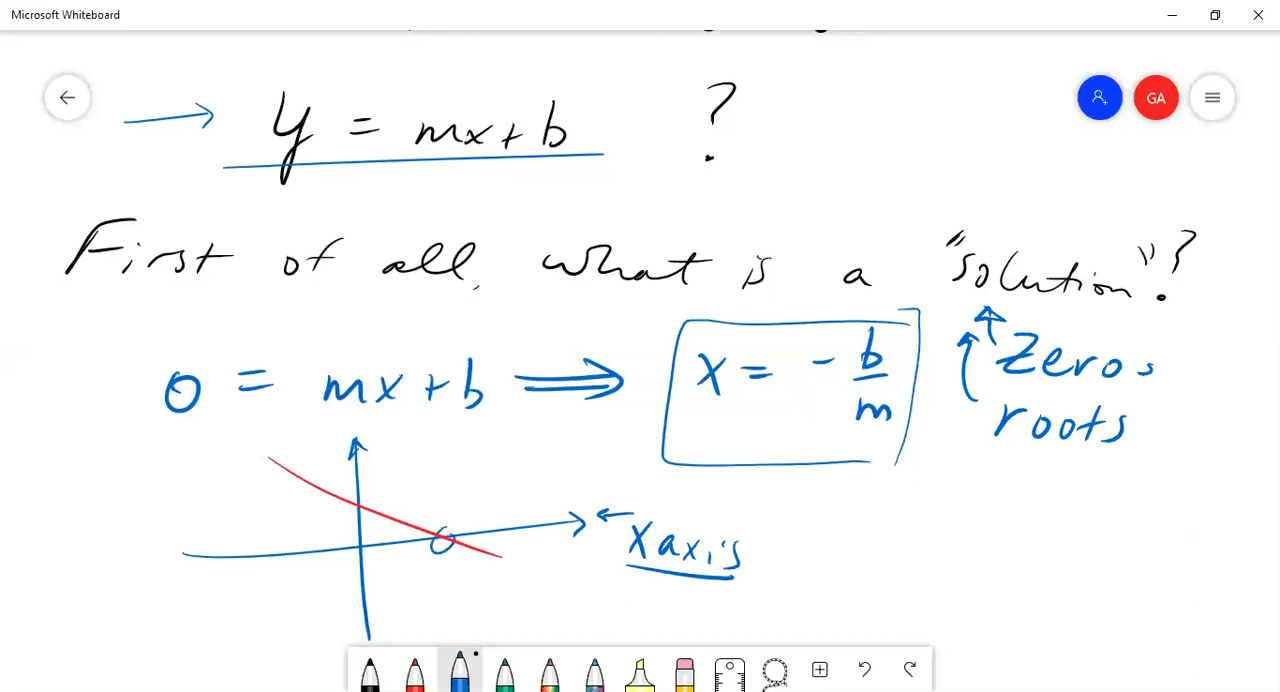 Microsoft Whiteboard
y = mx+b ?
GA
First of all, what is a "solution"?
0 = mx+b ⟹ x = -b/m
zeros
roots
x axis